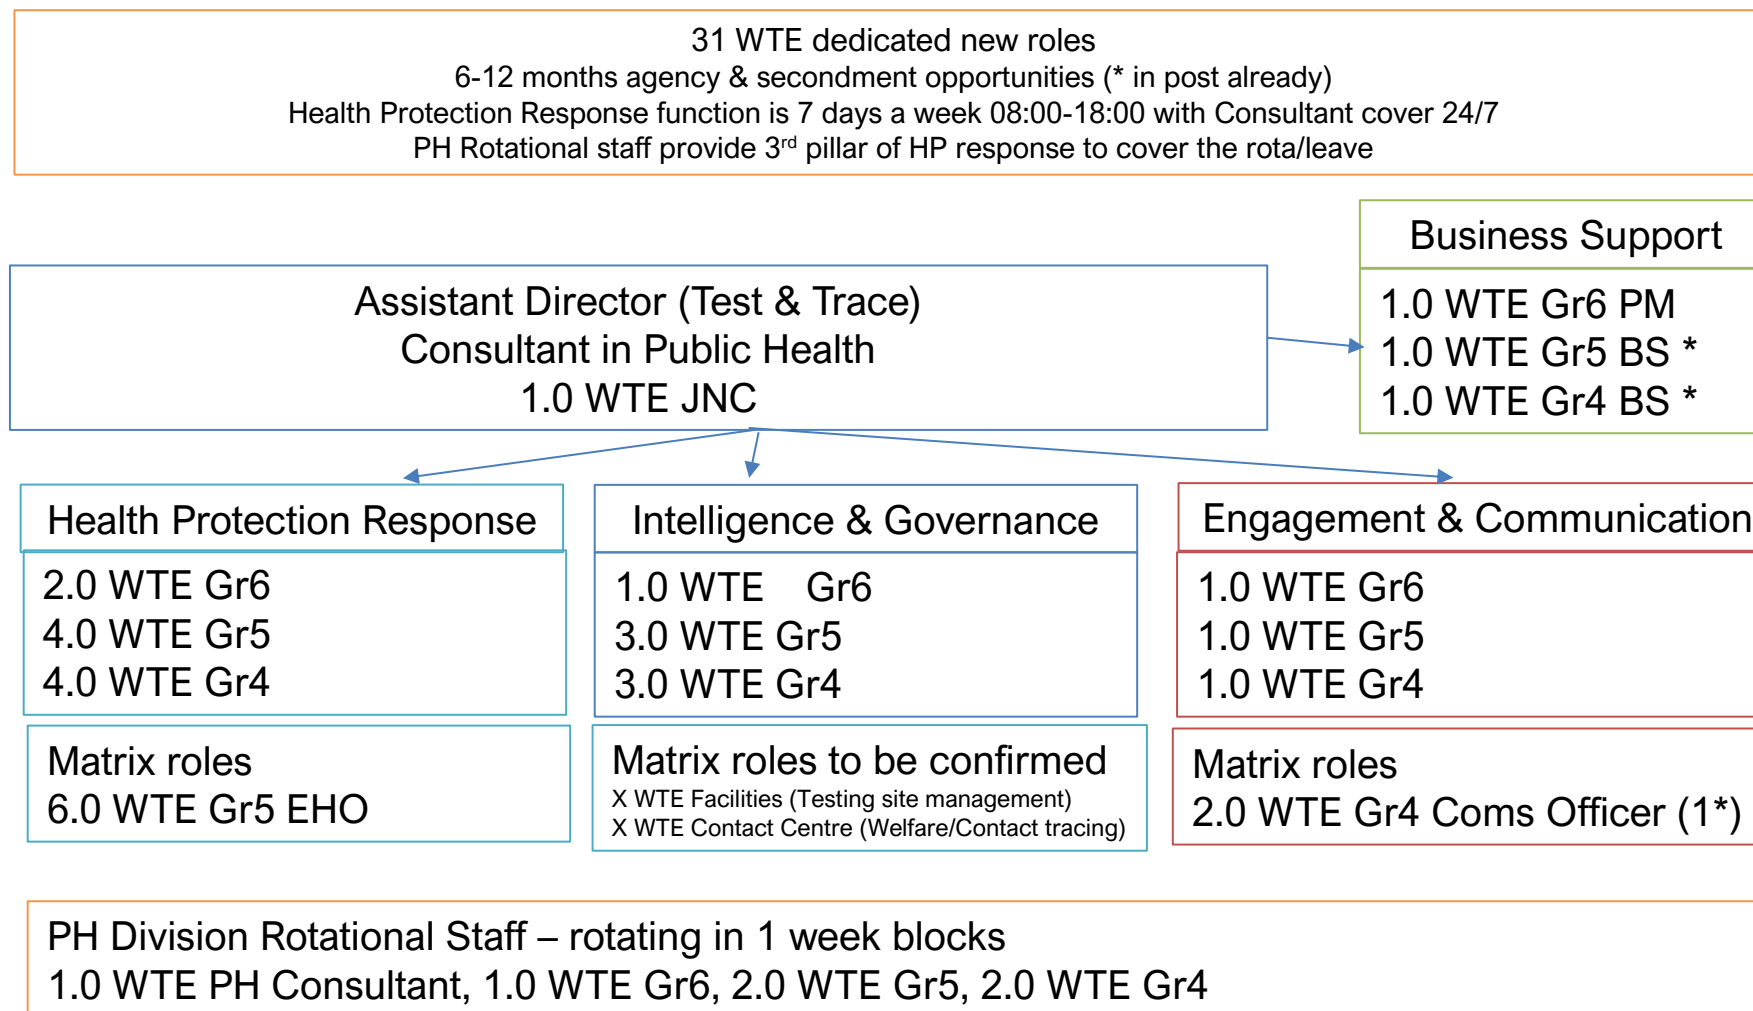 31 WTE dedicated new roles
6-12 months agency & secondment opportunities (* in post already)
Health Protection Response function is 7 days a week 08:00-18:00 with Consultant cover 24/7
PH Rotational staff provide 3rd pillar of HP response to cover the rota/leave
Business Support
1.0 WTE Gr6 PM
1.0 WTE Gr5 BS *
1.0 WTE Gr4 BS *
Assistant Director (Test & Trace)
Consultant in Public Health
1.0 WTE JNC
Health Protection Response
2.0 WTE Gr6
4.0 WTE Gr5
4.0 WTE Gr4
Matrix roles
6.0 WTE Gr5 EHO
Intelligence & Governance
1.0 WTE Gr6
3.0 WTE Gr5
3.0 WTE Gr4
Matrix roles to be confirmed
X WTE Facilities (Testing site management)
X WTE Contact Centre (Welfare/Contact tracing)
Engagement & Communication
1.0 WTE Gr6
1.0 WTE Gr5
1.0 WTE Gr4
Matrix roles
2.0 WTE Gr4 Coms Officer (1*)
PH Division Rotational Staff – rotating in 1 week blocks
1.0 WTE PH Consultant, 1.0 WTE Gr6, 2.0 WTE Gr5, 2.0 WTE Gr4